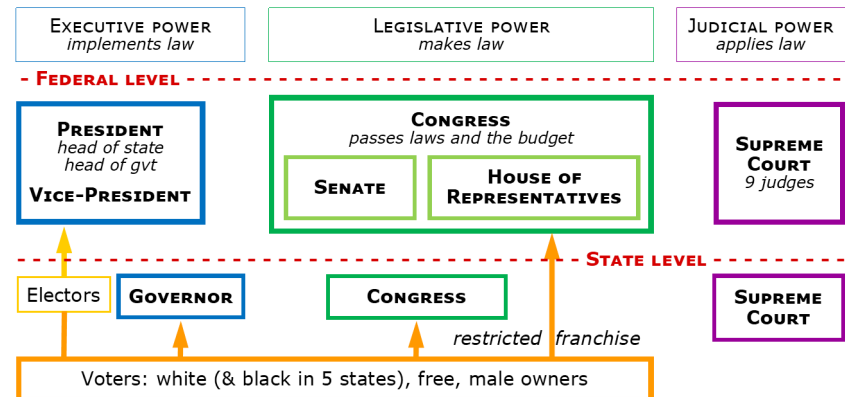 EXECUTIVE POWER
implements law
LEGISLATIVE POWER
makes law
JUDICIAL POWER
applies law
FEDERAL LEVEL
PRESIDENT
head of state
head of gvt
VICE-PRESIDENT
CONGRESS
passes laws and the budget
SENATE
HOUSE OF
REPRESENTATIVES
SUPREME
COURT
9 judges
STATE LEVEL
Electors
GOVERNOR
CONGRESS
SUPREME
COURT
restricted franchise
Voters: white (& black in 5 states), free, male owners